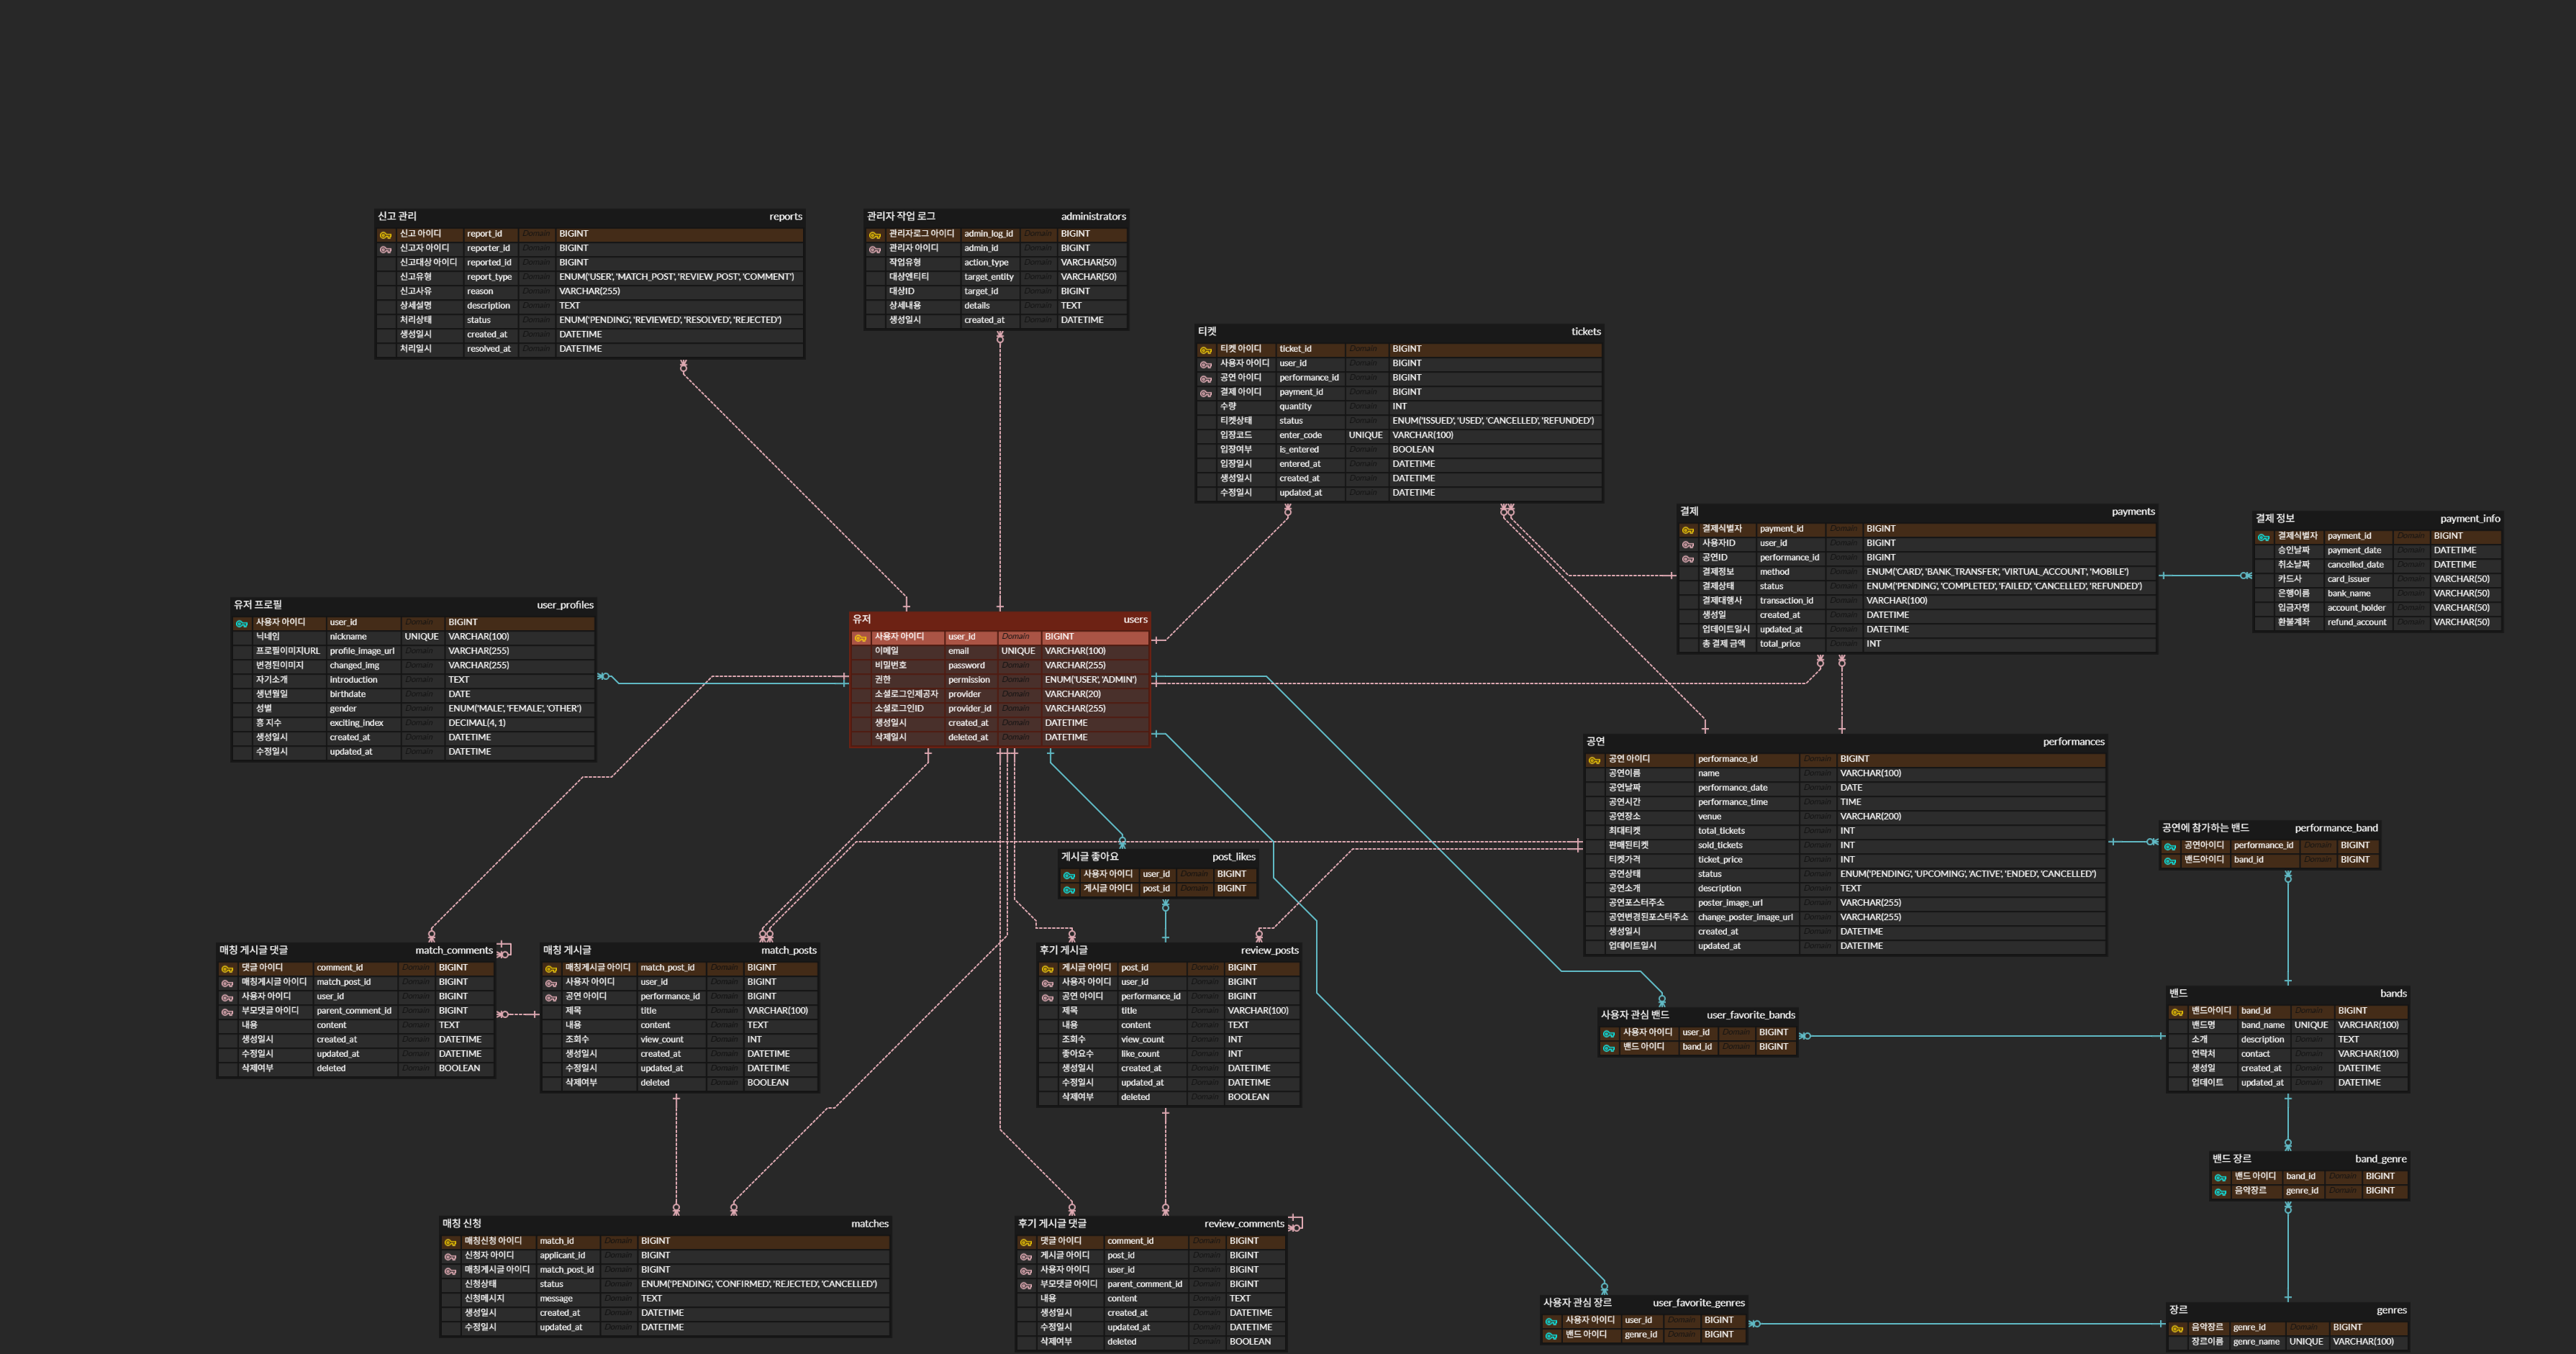 신고 관리 reports
신고 아이디 report_id Domain BIGINT
신고자 아이디 reporter_id Domain BIGINT
신고대상 아이디 reported_id Domain BIGINT
신고유형 report_type Domain ENUM('USER', 'MATCH_POST', 'REVIEW_POST', 'COMMENT')
신고사유 reason Domain VARCHAR(255)
상세설명 description Domain TEXT
처리상태 status Domain ENUM('PENDING', 'REVIEWED', 'RESOLVED', 'REJECTED')
생성일시 created_at Domain DATETIME
처리일시 resolved_at Domain DATETIME
관리자 작업 로그 administrators
관리자로그 아이디 admin_log_id Domain BIGINT
관리자 아이디 admin_id Domain BIGINT
작업유형 action_type Domain VARCHAR(50)
대상엔티티 target_entity Domain VARCHAR(50)
대상ID target_id Domain BIGINT
상세내용 details Domain TEXT
생성일시 created_at Domain DATETIME
티켓 tickets
티켓 아이디 ticket_id Domain BIGINT
사용자 아이디 user_id Domain BIGINT
공연 아이디 performance_id Domain BIGINT
결제 아이디 payment_id Domain BIGINT
수량 quantity Domain INT
티켓상태 status Domain ENUM('ISSUED', 'USED', 'CANCELLED', 'REFUNDED')
입장코드 enter_code UNIQUE VARCHAR(100)
입장여부 is_entered Domain BOOLEAN
입장일시 entered_at Domain DATETIME
생성일시 created_at Domain DATETIME
수정일시 updated_at Domain DATETIME
결제 payments
결제식별자 payment_id Domain BIGINT
사용자ID user_id Domain BIGINT
공연ID performance_id Domain BIGINT
결제정보 method Domain ENUM('CARD', 'BANK_TRANSFER', 'VIRTUAL_ACCOUNT', 'MOBILE')
결제상태 status Domain ENUM('PENDING', 'COMPLETED', 'FAILED', 'CANCELLED', 'REFUNDED')
결제대행사 transaction_id Domain VARCHAR(100)
생성일 created_at Domain DATETIME
업데이트일시 updated_at Domain DATETIME
총 결제 금액 total_price Domain INT
결제 정보 payment_info
결제식별자 payment_id Domain BIGINT
승인날짜 payment_date Domain DATETIME
취소날짜 cancelled_date Domain DATETIME
카드사 card_issuer Domain VARCHAR(50)
은행이름 bank_name Domain VARCHAR(50)
입금자명 account_holder Domain VARCHAR(50)
환불계좌 refund_account Domain VARCHAR(50)
유저 프로필 user_profiles
사용자 아이디 user_id Domain BIGINT
닉네임 nickname UNIQUE VARCHAR(100)
프로필이미지URL profile_image_url Domain VARCHAR(255)
변경된이미지 changed_img Domain VARCHAR(255)
자기소개 introduction Domain TEXT
생년월일 birthdate Domain DATE
성별 gender Domain ENUM('MALE', 'FEMALE', 'OTHER')
흥 지수 exciting_index Domain DECIMAL(4, 1)
생성일시 created_at Domain DATETIME
수정일시 updated_at Domain DATETIME
유저 users
사용자 아이디 user_id Domain BIGINT
이메일 email UNIQUE VARCHAR(100)
비밀번호 password Domain VARCHAR(255)
권한 permission Domain ENUM('USER', 'ADMIN')
소셜로그인제공자 provider Domain VARCHAR(20)
소셜로그인ID provider_id Domain VARCHAR(255)
생성일시 created_at Domain DATETIME
삭제일시 deleted_at Domain DATETIME
공연 performances
공연 아이디 performance_id Domain BIGINT
공연이름 name Domain VARCHAR(100)
공연날짜 performance_date Domain DATE
공연시간 performance_time Domain TIME
공연장소 venue Domain VARCHAR(200)
최대티켓 total_tickets Domain INT
판매된티켓 sold_tickets Domain INT
티켓가격 ticket_price Domain INT
공연상태 status Domain ENUM('PENDING', 'UPCOMING', 'ACTIVE', 'ENDED', 'CANCELLED')
공연소개 description Domain TEXT
공연포스터주소 poster_image_url Domain VARCHAR(255)
공연변경된포스터주소 change_poster_image_url Domain VARCHAR(255)
생성일시 created_at Domain DATETIME
업데이트일시 updated_at Domain DATETIME
공연에 참가하는 밴드 performance_band
공연아이디 performance_id Domain BIGINT
밴드아이디 band_id Domain BIGINT
게시글 좋아요 post_likes
사용자 아이디 user_id Domain BIGINT
게시글 아이디 post_id Domain BIGINT
매칭 게시글 댓글 match_comments
댓글 아이디 comment_id Domain BIGINT
매칭게시글 아이디 match_post_id Domain BIGINT
사용자 아이디 user_id Domain BIGINT
부모댓글 아이디 parent_comment_id Domain BIGINT
내용 content Domain TEXT
생성일시 created_at Domain DATETIME
수정일시 updated_at Domain DATETIME
삭제여부 deleted Domain BOOLEAN
매칭 게시글 match_posts
매칭게시글 아이디 match_post_id Domain BIGINT
사용자 아이디 user_id Domain BIGINT
공연 아이디 performance_id Domain BIGINT
제목 title Domain VARCHAR(100)
내용 content Domain TEXT
조회수 view_count Domain INT
생성일시 created_at Domain DATETIME
수정일시 updated_at Domain DATETIME
삭제여부 deleted Domain BOOLEAN
후기 게시글 review_posts
게시글 아이디 post_id Domain BIGINT
사용자 아이디 user_id Domain BIGINT
공연 아이디 performance_id Domain BIGINT
제목 title Domain VARCHAR(100)
내용 content Domain TEXT
조회수 view_count Domain INT
좋아요수 like_count Domain INT
생성일시 created_at Domain DATETIME
수정일시 updated_at Domain DATETIME
삭제여부 deleted Domain BOOLEAN
사용자 관심 밴드 user_favorite_bands
사용자 아이디 user_id Domain BIGINT
밴드 아이디 band_id Domain BIGINT
밴드 bands
밴드아이디 band_id Domain BIGINT
밴드명 band_name UNIQUE VARCHAR(100)
소개 description Domain TEXT
연락처 contact Domain VARCHAR(100)
생성일 created_at Domain DATETIME
업데이트 updated_at Domain DATETIME
밴드 장르 band_genre
밴드 아이디 band_id Domain BIGINT
음악장르 genre_id Domain BIGINT
매칭 신청 matches
매칭신청 아이디 match_id Domain BIGINT
신청자 아이디 applicant_id Domain BIGINT
매칭게시글 아이디 match_post_id Domain BIGINT
신청상태 status Domain ENUM('PENDING', 'CONFIRMED', 'REJECTED', 'CANCELLED')
신청메시지 message Domain TEXT
생성일시 created_at Domain DATETIME
수정일시 updated_at Domain DATETIME
후기 게시글 댓글 review_comments
댓글 아이디 comment_id Domain BIGINT
게시글 아이디 post_id Domain BIGINT
사용자 아이디 user_id Domain BIGINT
부모댓글 아이디 parent_comment_id Domain BIGINT
내용 content Domain TEXT
생성일시 created_at Domain DATETIME
수정일시 updated_at Domain DATETIME
삭제여부 deleted Domain BOOLEAN
사용자 관심 장르 user_favorite_genres
사용자 아이디 user_id Domain BIGINT
밴드 아이디 genre_id Domain BIGINT
장르 genres
음악장르 genre_id Domain BIGINT
장르이름 genre_name UNIQUE VARCHAR(100)